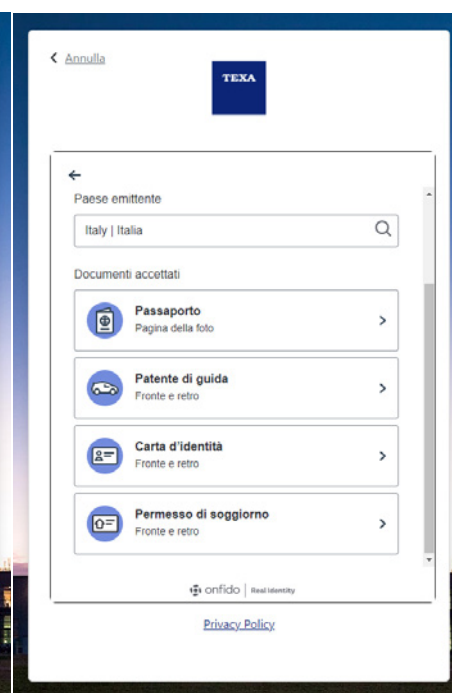 Annulla
TEXA
Paese emittente
Italy | Italia
Documenti accettati
Passaporto
Pagina della foto
Patente di guida
Fronte e retro
Carta d'identità
Fronte e retro
Permesso di soggiorno
Fronte e retro
onfido | Real Identity
Privacy Policy